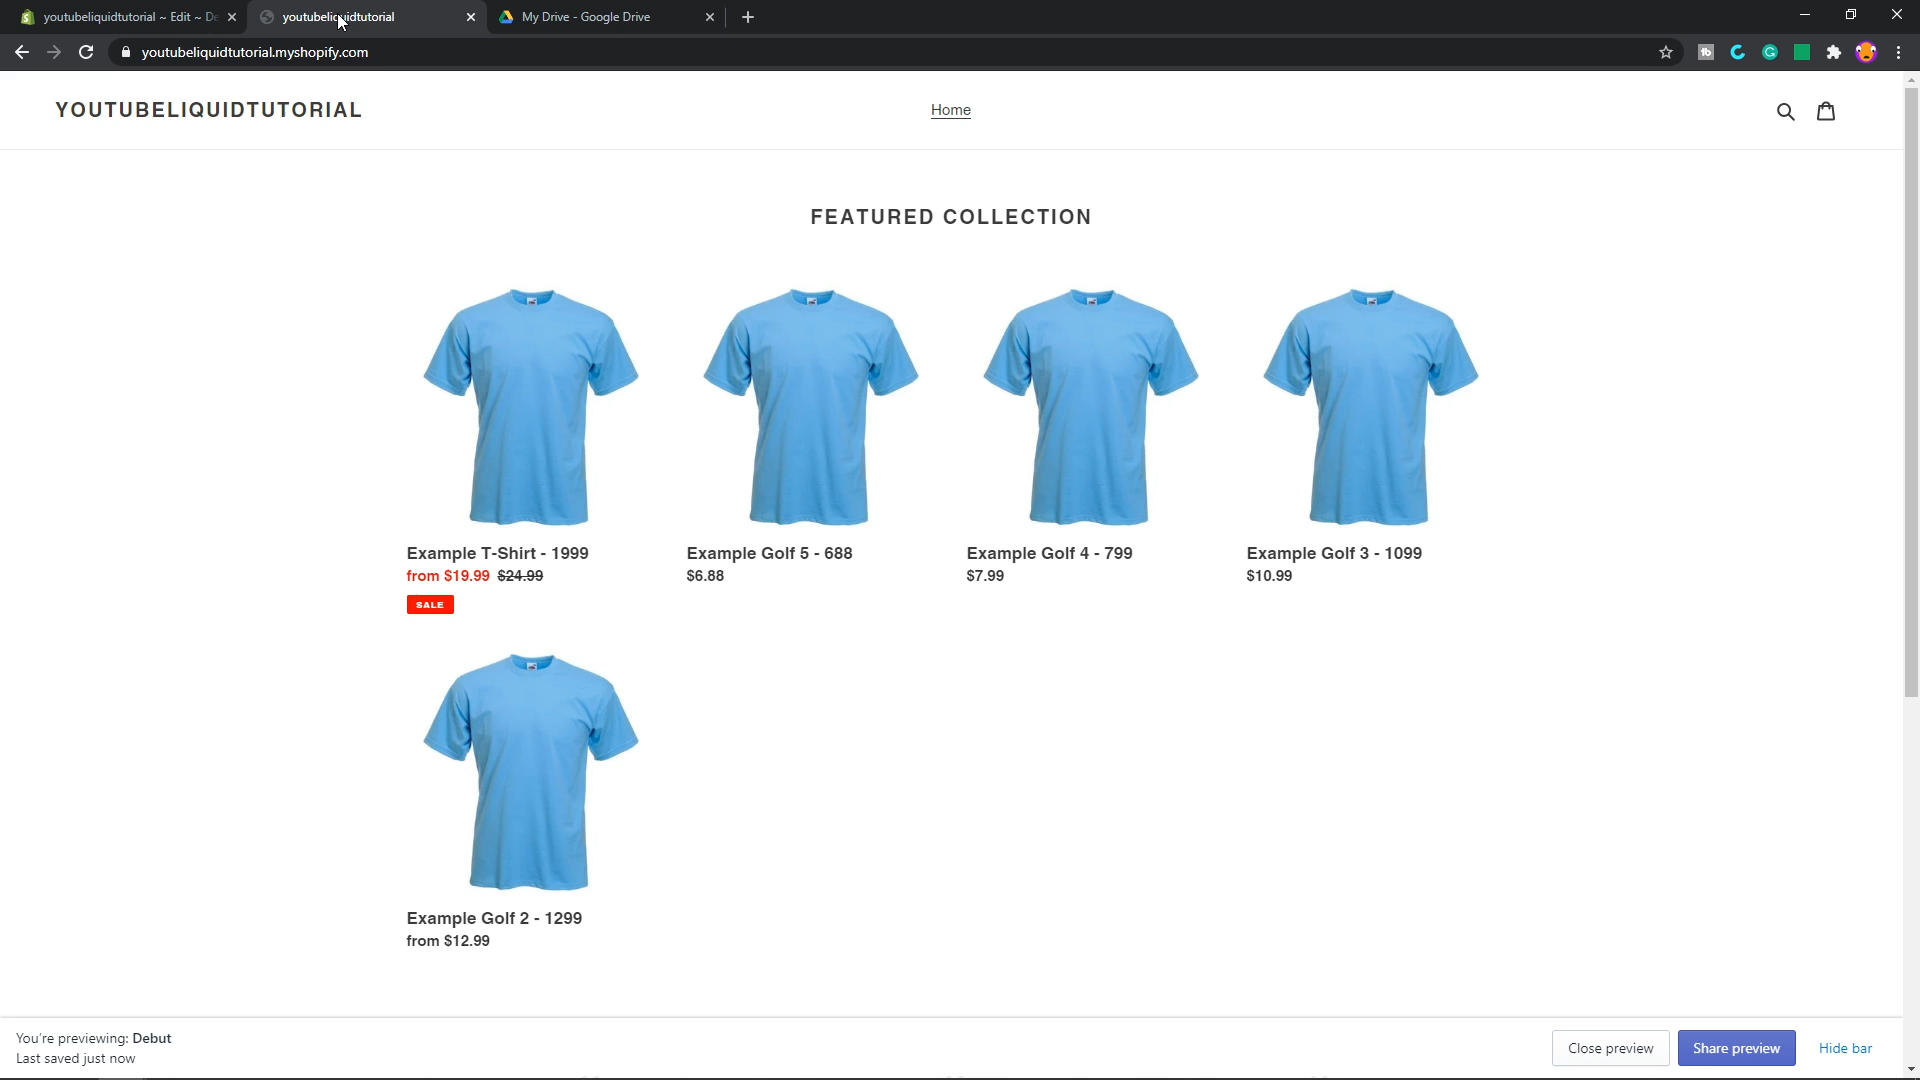 youtubeliquidtutorial ~ Edit ~ De
youtubeliquidtutorial
My Drive - Google Drive
youtubeliquidtutorial.myshopify.com
YOUTUBELIQUIDTUTORIAL
Home
FEATURED COLLECTION
Example T-Shirt - 1999
from $19.99 $24.99
SALE
Example Golf 5 - 688
$6.88
Example Golf 4 - 799
$7.99
Example Golf 3 - 1099
$10.99
Example Golf 2 - 1299
from $12.99
You're previewing: Debut
Last saved just now
Close preview
Share preview
Hide bar